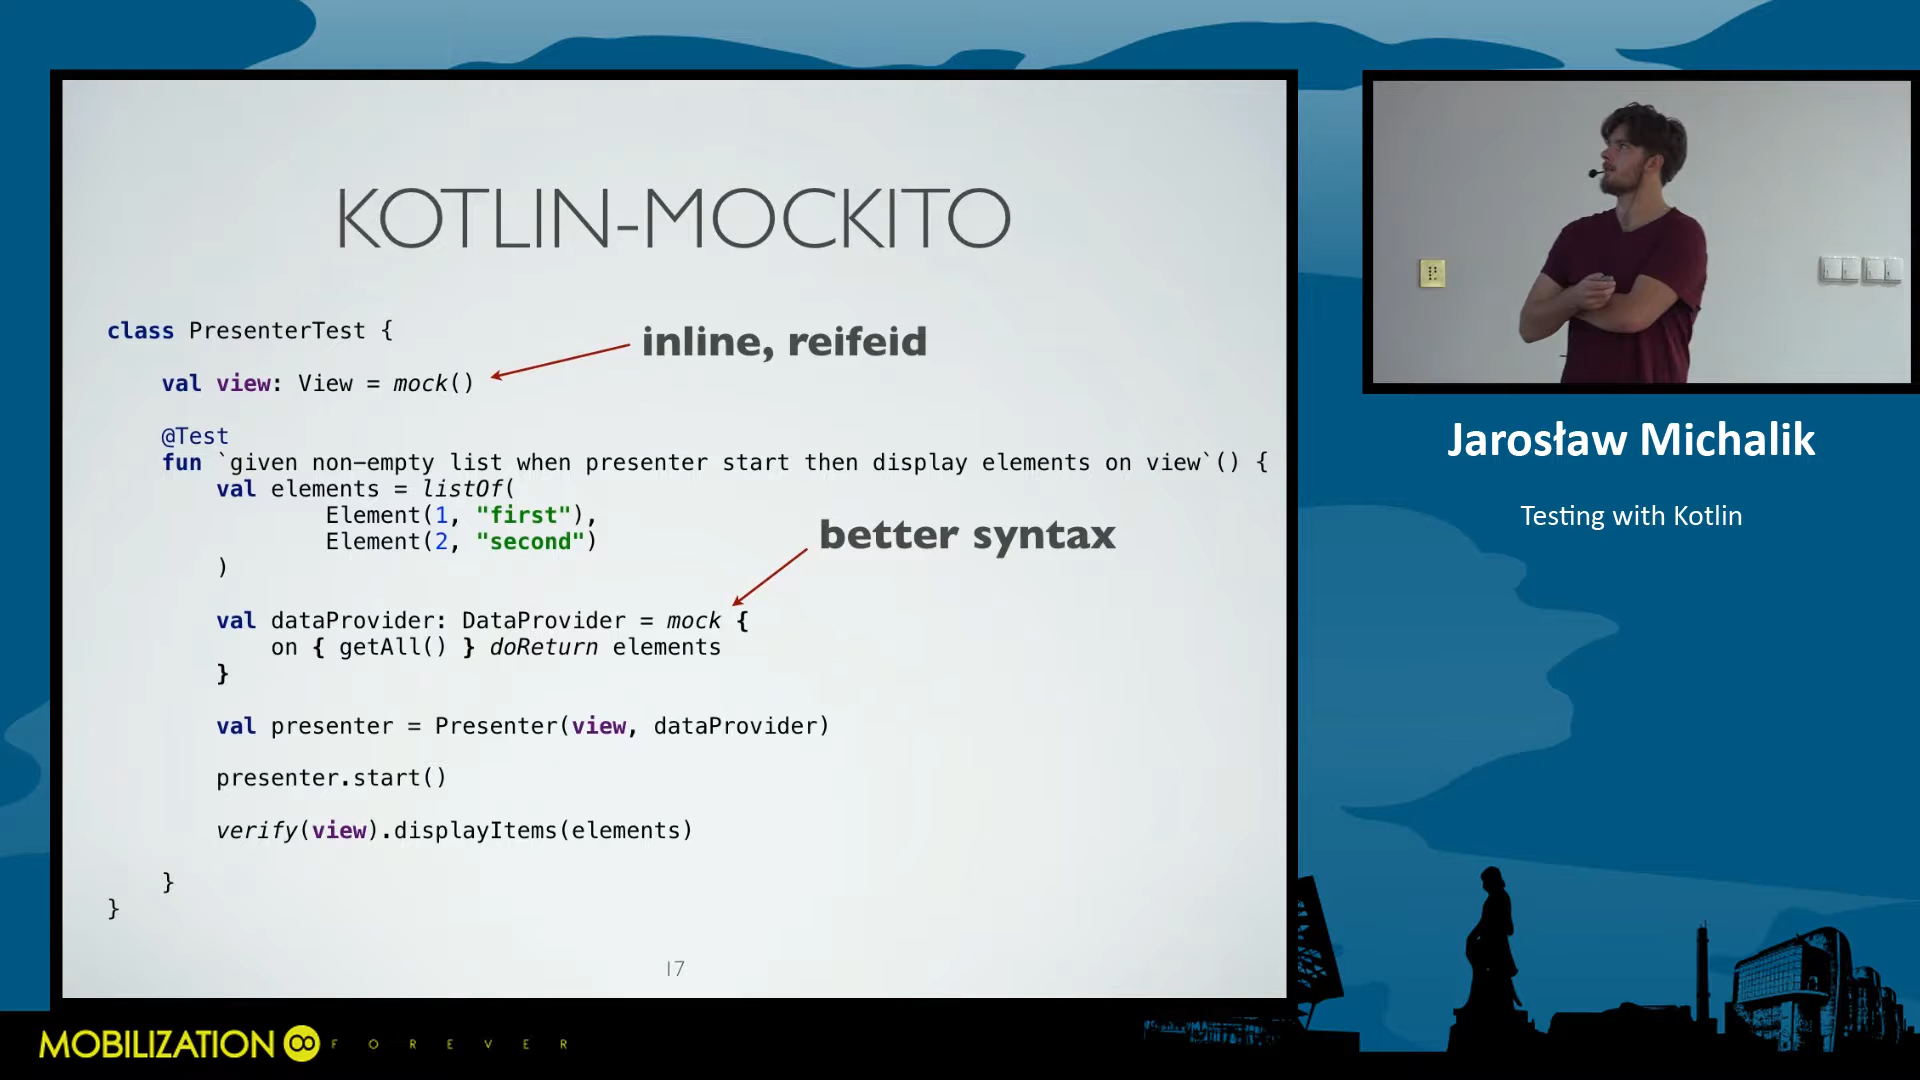 KOTLIN-MOCKITO
class PresenterTest {
inline, reifeid
val view: View = mock()
@Test
fun `given non-empty list when presenter start then display elements on view`() {
val elements = listOf(
Element(1, "first"),
Element(2, "second")
)
better syntax
val dataProvider: DataProvider = mock {
on { getAll() } doReturn elements
}
val presenter = Presenter(view, dataProvider)
presenter.start()
verify(view).displayItems(elements)
}
}
17
Jarosław Michalik
Testing with Kotlin
MOBILIZATION FOREVER